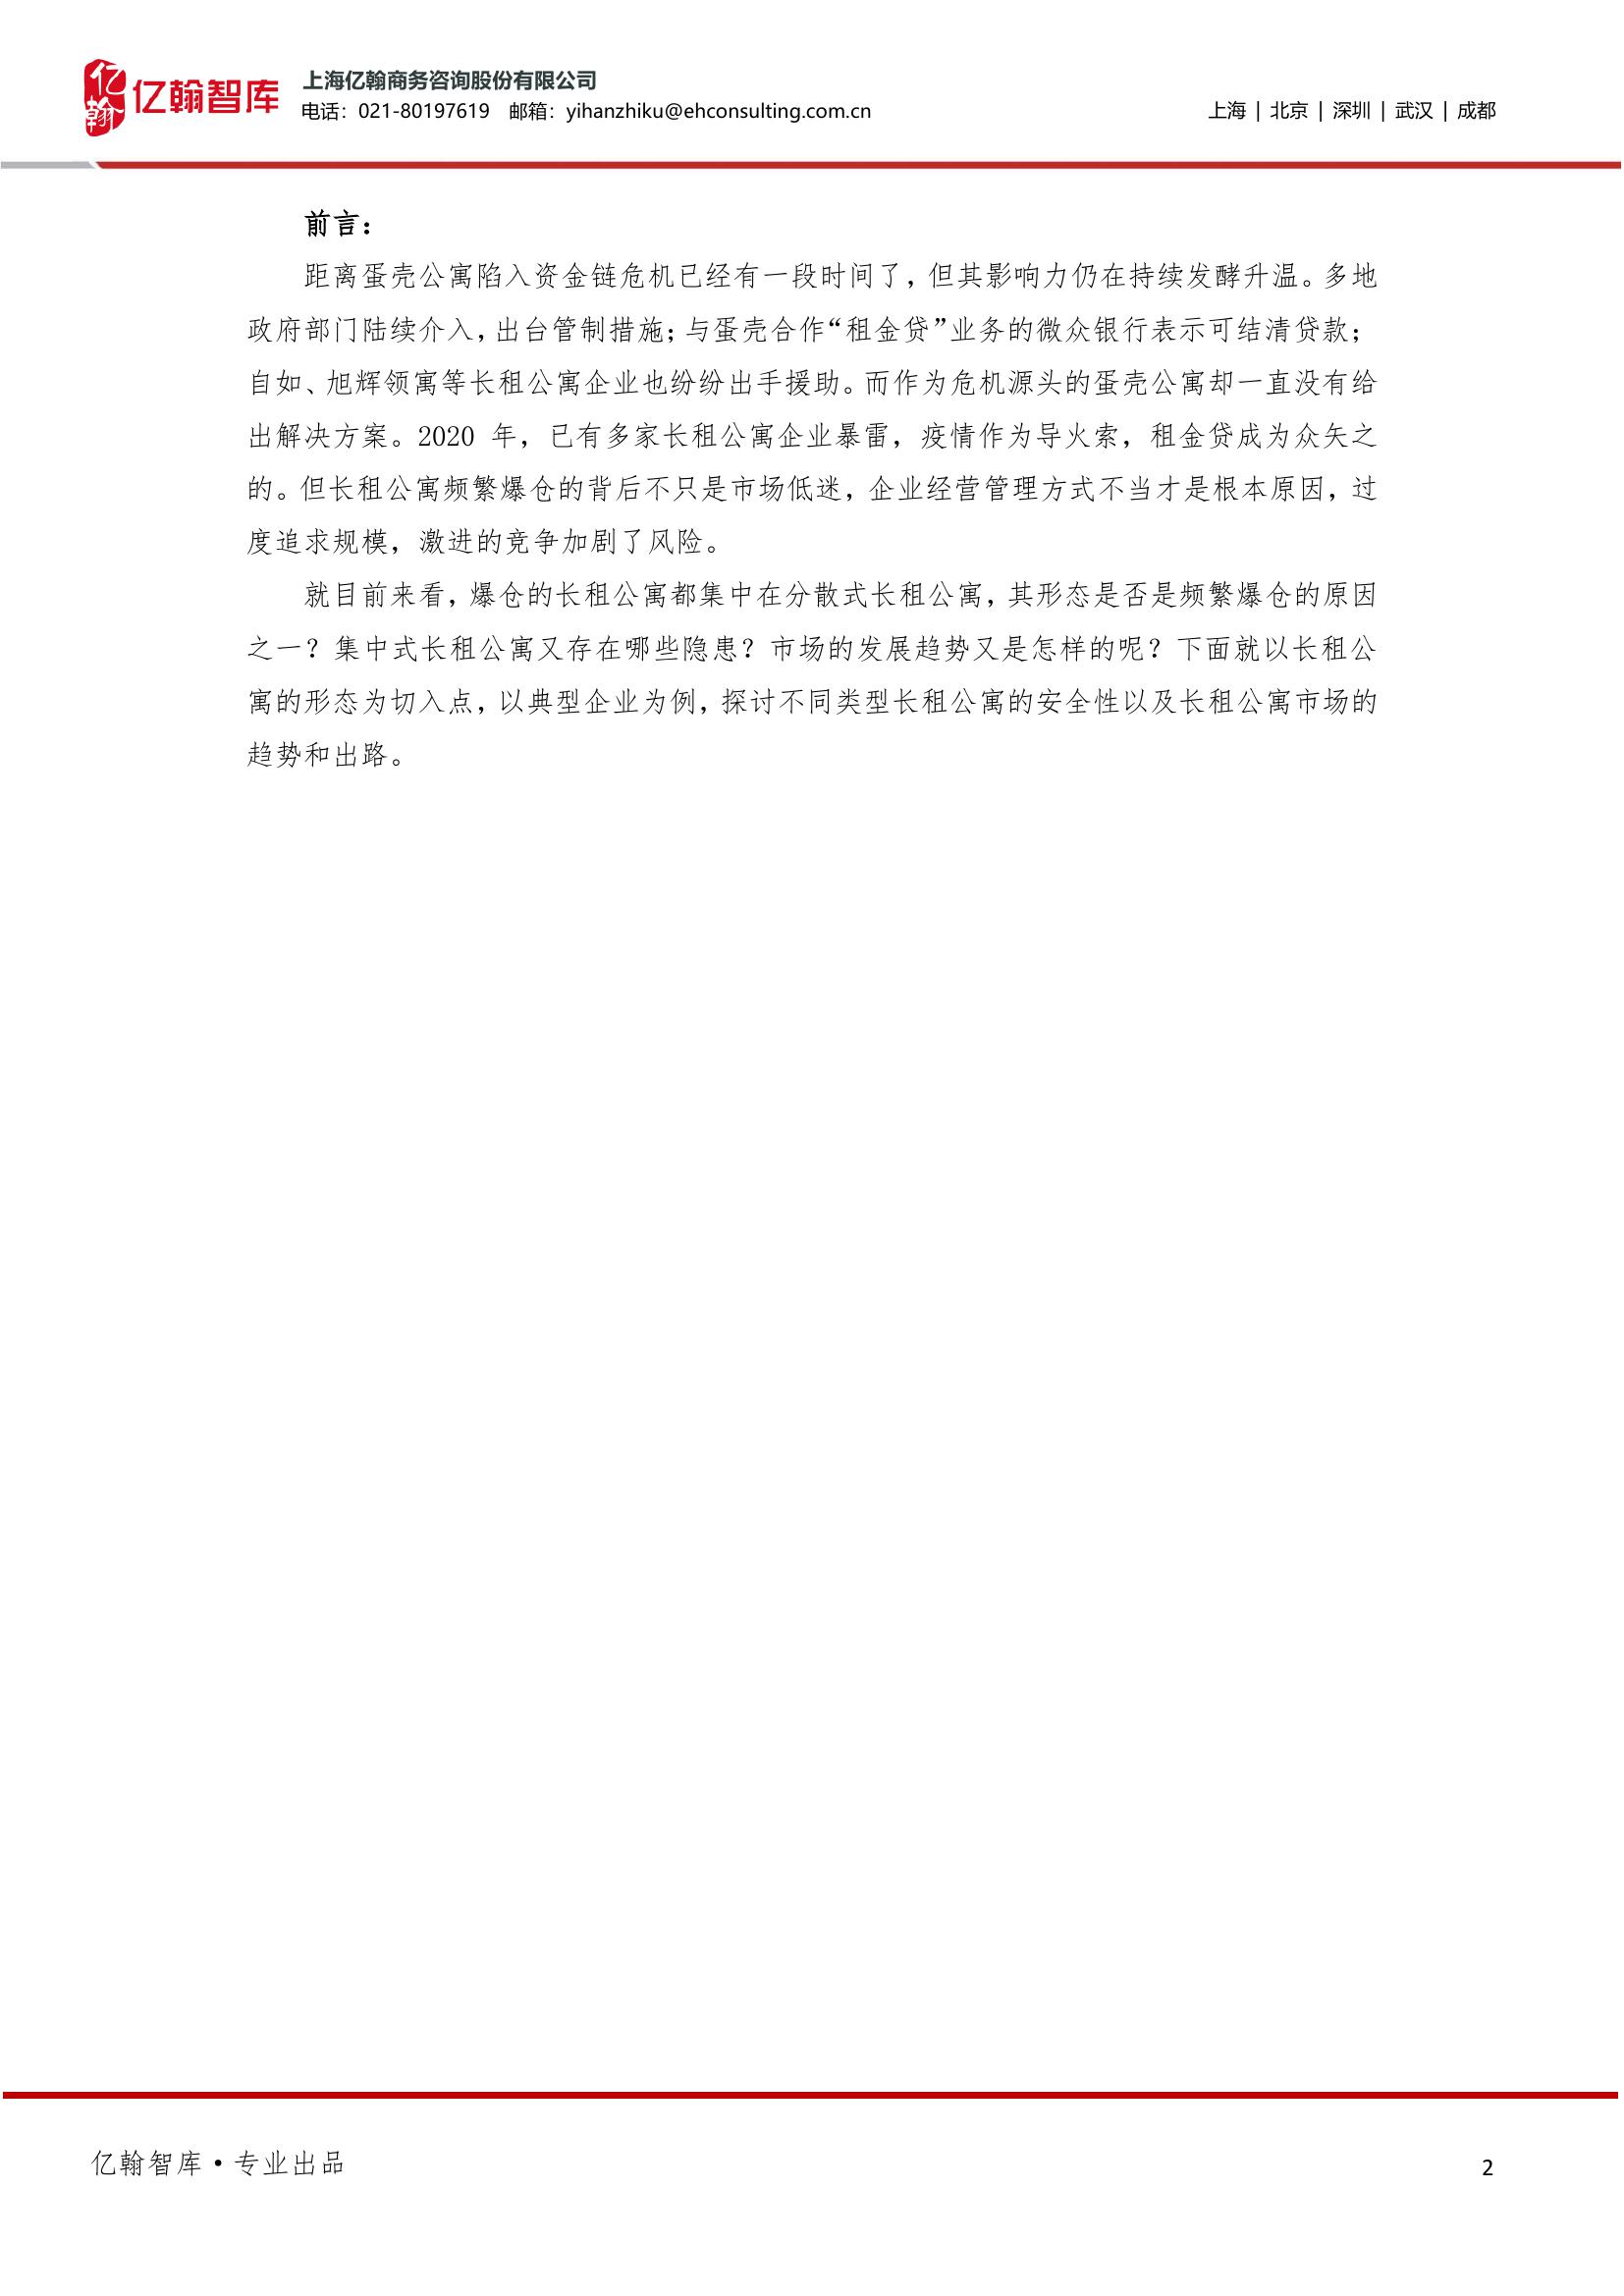 亿翰
亿翰智库
上海亿翰商务咨询股份有限公司
电话：021-80197619 邮箱：yihanzhiku@ehconsulting.com.cn
上海 | 北京 | 深圳 | 武汉 | 成都
前言：
距离蛋壳公寓陷入资金链危机已经有一段时间了，但其影响力仍在持续发酵升温。多地
政府部门陆续介入，出台管制措施；与蛋壳合作“租金贷”业务的微众银行表示可结清贷款；
自如、旭辉领寓等长租公寓企业也纷纷出手援助。而作为危机源头的蛋壳公寓却一直没有给
出解决方案。2020 年，已有多家长租公寓企业暴雷，疫情作为导火索，租金贷成为众矢之
的。但长租公寓频繁爆仓的背后不只是市场低迷，企业经营管理方式不当才是根本原因，过
度追求规模，激进的竞争加剧了风险。
就目前来看，爆仓的长租公寓都集中在分散式长租公寓，其形态是否是频繁爆仓的原因
之一？集中式长租公寓又存在哪些隐患？市场的发展趋势又是怎样的呢？下面就以长租公
寓的形态为切入点，以典型企业为例，探讨不同类型长租公寓的安全性以及长租公寓市场的
趋势和出路。
亿翰智库·专业出品
2